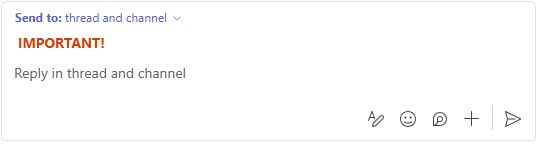 Send to: thread and channel
IMPORTANT!
Reply in thread and channel